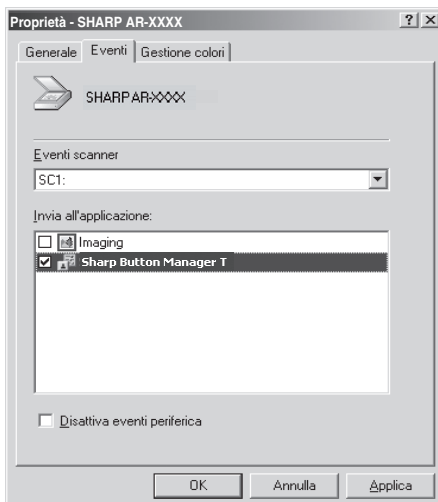 Proprietà - SHARP AR-XXXX
Generale Eventi Gestione colori
SHARP AR-XXXX
Eventi scanner
SC1:
Invia all'applicazione:
Imaging
Sharp Button Manager T
Disattiva eventi periferica
OK Annulla Applica